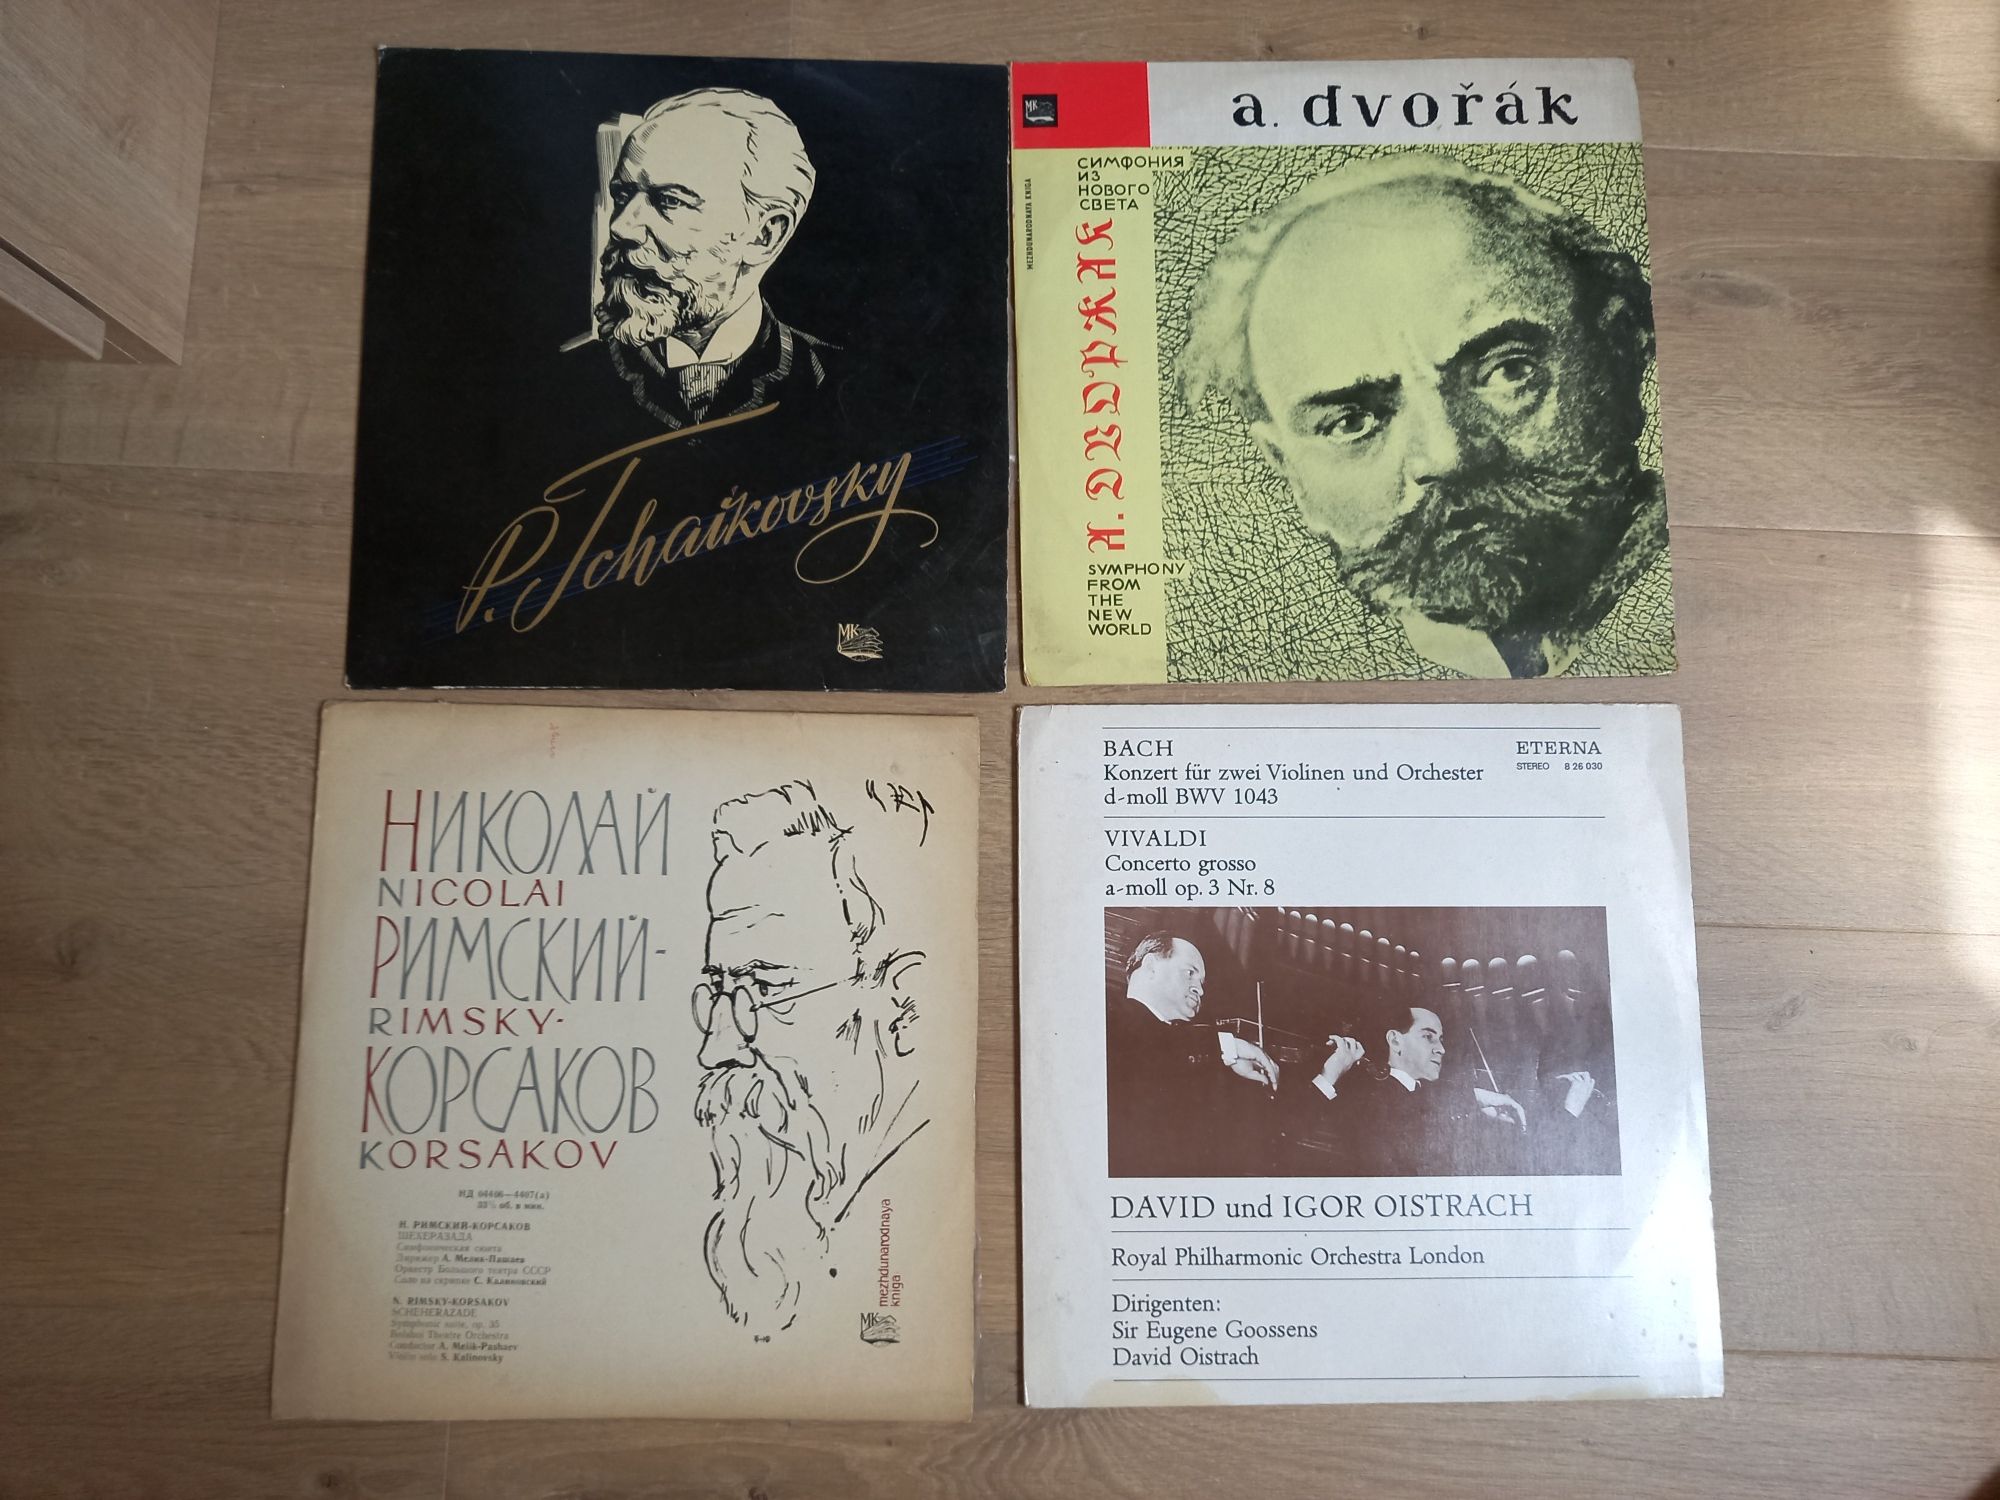 P. Tchaikovsky
MK
MK
a. dvořák
MEZHDUNARODNAYA KNIGA
СИМФОНИЯ
ИЗ
НОВОГО
СВЕТА
А. ДВОРЖАК
SYMPHONY
FROM
THE
NEW
WORLD
НИКОЛАЙ
NICOLAI
РИМСКИЙ-
RIMSKY-
КОРСАКОВ
KORSAKOV
НД 04406—4407(а)
33⅓ об. в мин.
Н. РИМСКИЙ-КОРСАКОВ
ШЕХЕРАЗАДА
Симфоническая сюита
Дирижер А. Мелик-Пашаев
Оркестр Большого театра СССР
Соло на скрипке С. Калиновский
N. RIMSKY-KORSAKOV
SCHEHERAZADE
Symphonic suite, op. 35
Bolshoi Theatre Orchestra
Conductor A. Melik-Pashaev
Violin solo S. Kalinovsky
mezhdunarodnaya
kniga
MK
BACH
Konzert für zwei Violinen und Orchester
d-moll BWV 1043
ETERNA
STEREO 8 26 030
VIVALDI
Concerto grosso
a-moll op. 3 Nr. 8
DAVID und IGOR OISTRACH
Royal Philharmonic Orchestra London
Dirigenten:
Sir Eugene Goossens
David Oistrach